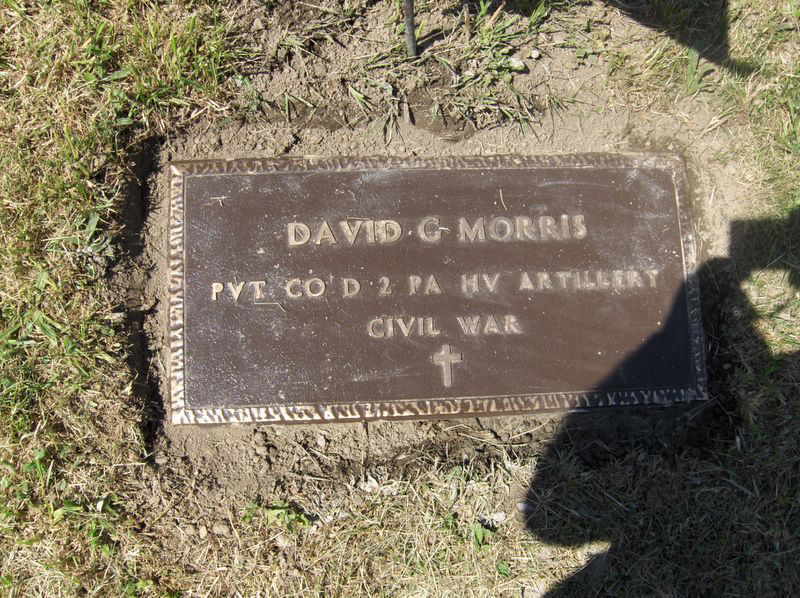 DAVID G MORRIS
PVT CO D 2 PA HV ARTILLERY
CIVIL WAR